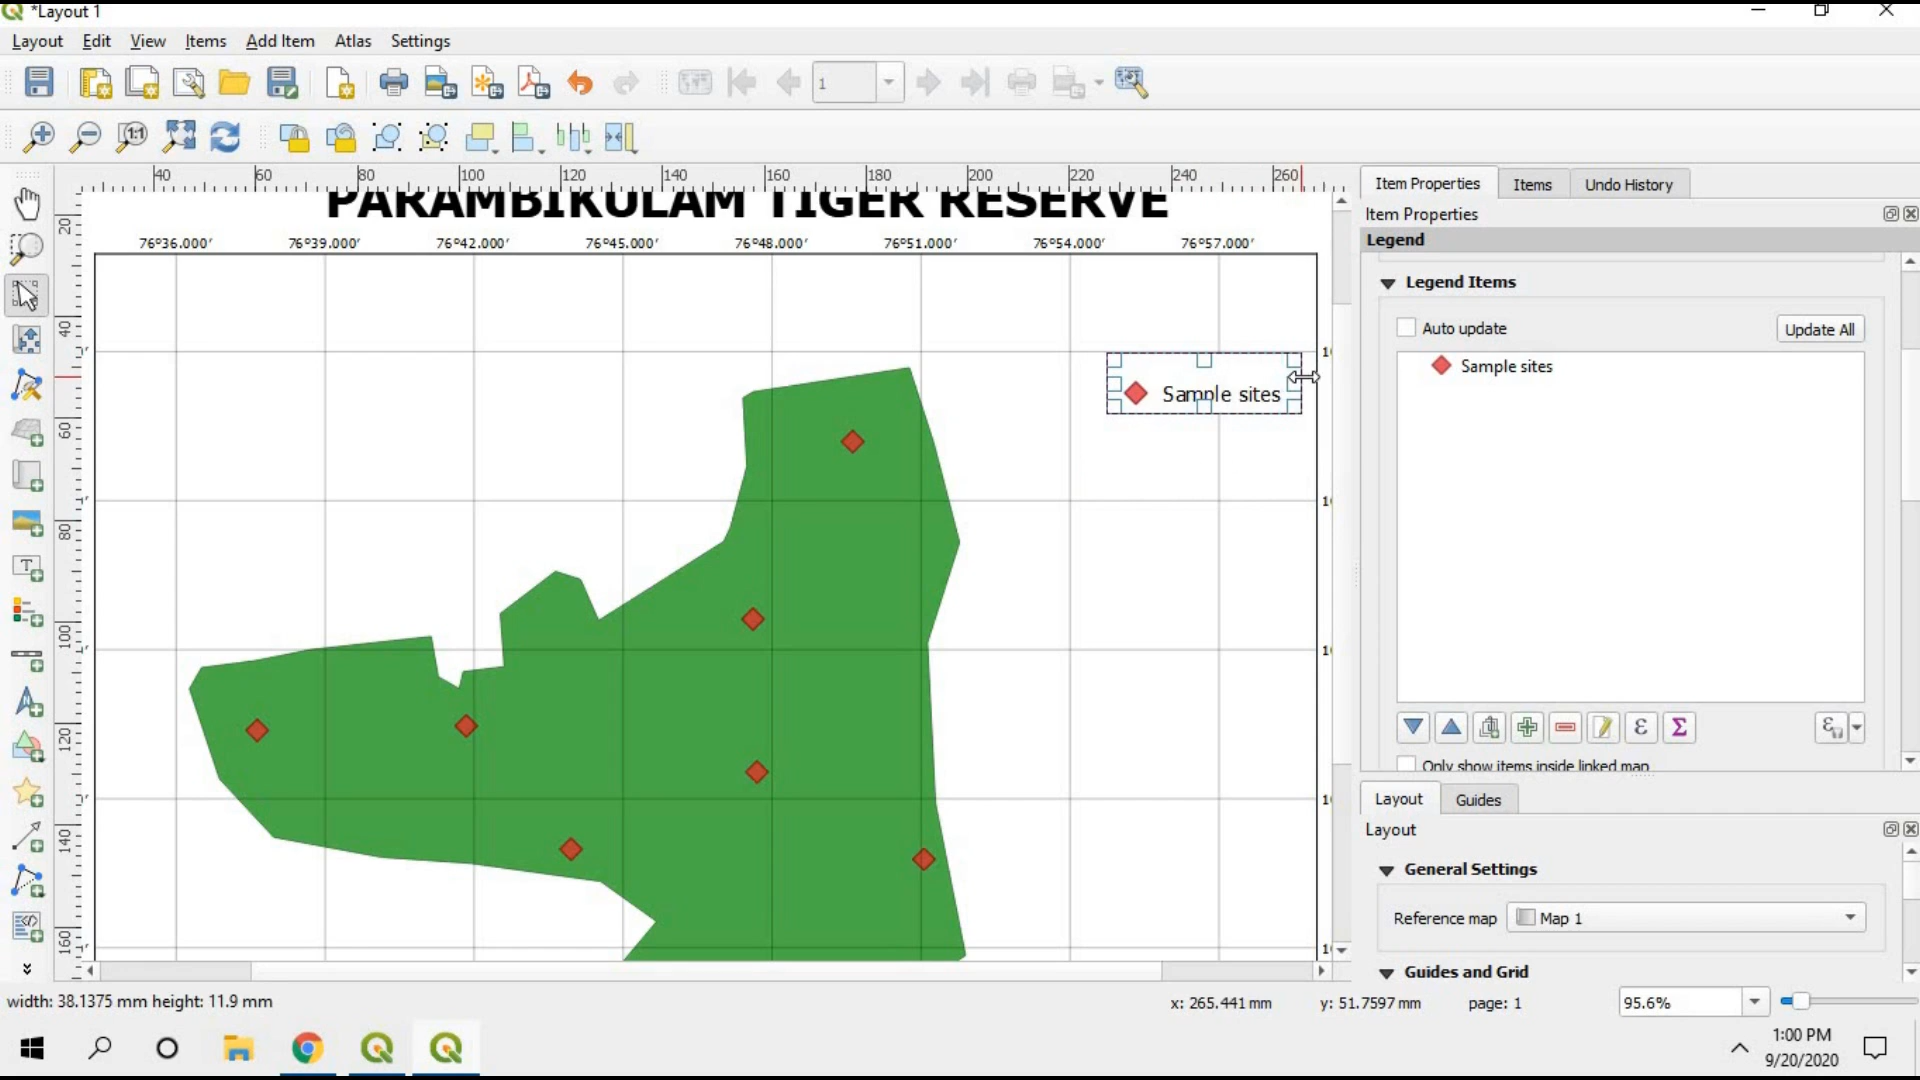 *Layout 1
Layout Edit View Items Add Item Atlas Settings
1
40 60 80 100 120 140 160 180 200 220 240 260
PARAMBIKULAM TIGER RESERVE
76°36.000′ 76°39.000′ 76°42.000′ 76°45.000′ 76°48.000′ 76°51.000′ 76°54.000′ 76°57.000′
20
40
60
80
100
120
140
160
Sample sites
Item Properties Items Undo History
Item Properties
Legend
Legend Items
Auto update Update All
Sample sites
Only show items inside linked map
Layout Guides
Layout
General Settings
Reference map Map 1
Guides and Grid
width: 38.1375 mm height: 11.9 mm x: 265.441 mm y: 51.7597 mm page: 1 95.6%
1:00 PM
9/20/2020